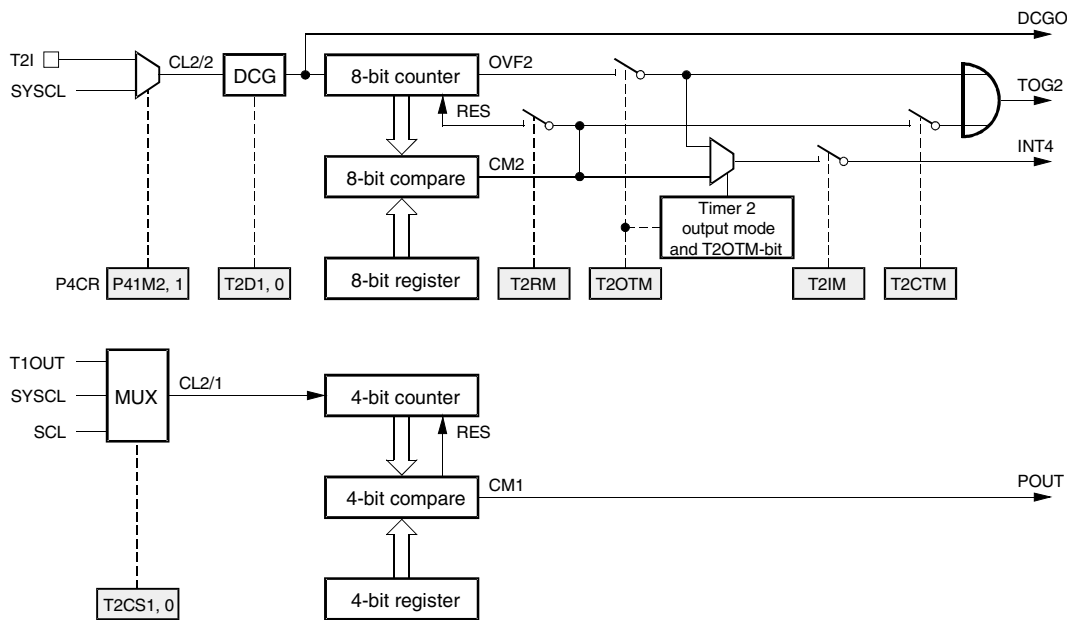 DCGO
T2I
CL2/2
DCG
8-bit counter
OVF2
TOG2
SYSCL
RES
INT4
8-bit compare
CM2
Timer 2
output mode
and T2OTM-bit
P4CR
P41M2, 1
T2D1, 0
8-bit register
T2RM
T2OTM
T2IM
T2CTM
T1OUT
SYSCL
MUX
CL2/1
4-bit counter
SCL
RES
4-bit compare
CM1
POUT
T2CS1, 0
4-bit register